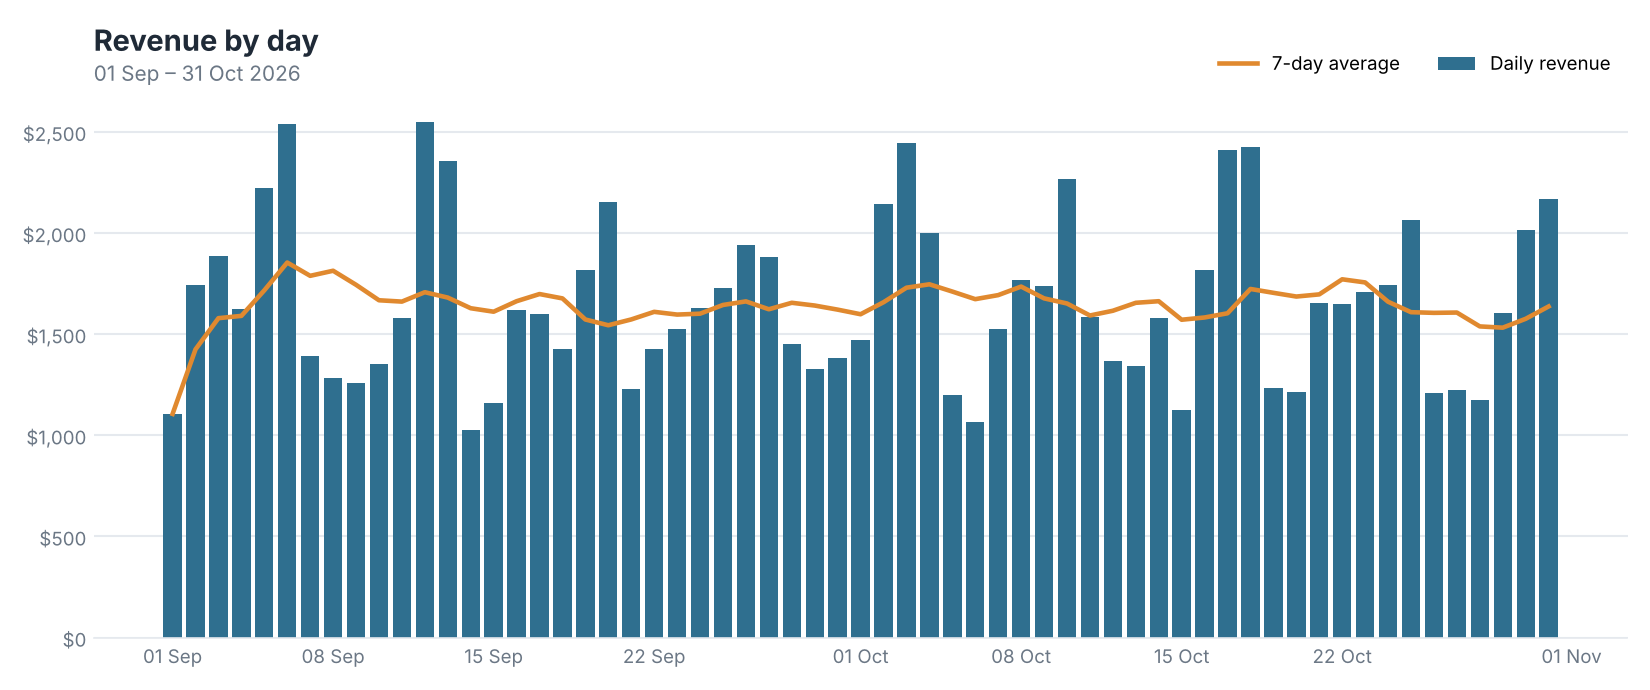 Revenue by day
01 Sep – 31 Oct 2026
7-day average
Daily revenue
$2,500
$2,000
$1,500
$1,000
$500
$0
01 Sep
08 Sep
15 Sep
22 Sep
01 Oct
08 Oct
15 Oct
22 Oct
01 Nov